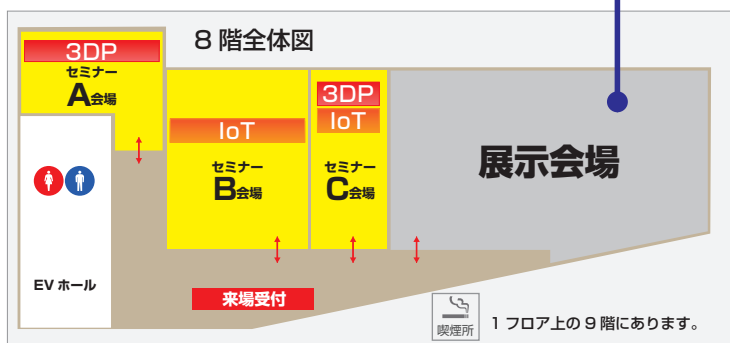 8階全体図
3DP
セミナー
A会場
IoT
セミナー
B会場
3DP
IoT
セミナー
C会場
展示会場
EVホール
来場受付
喫煙所
1フロア上の9階にあります。